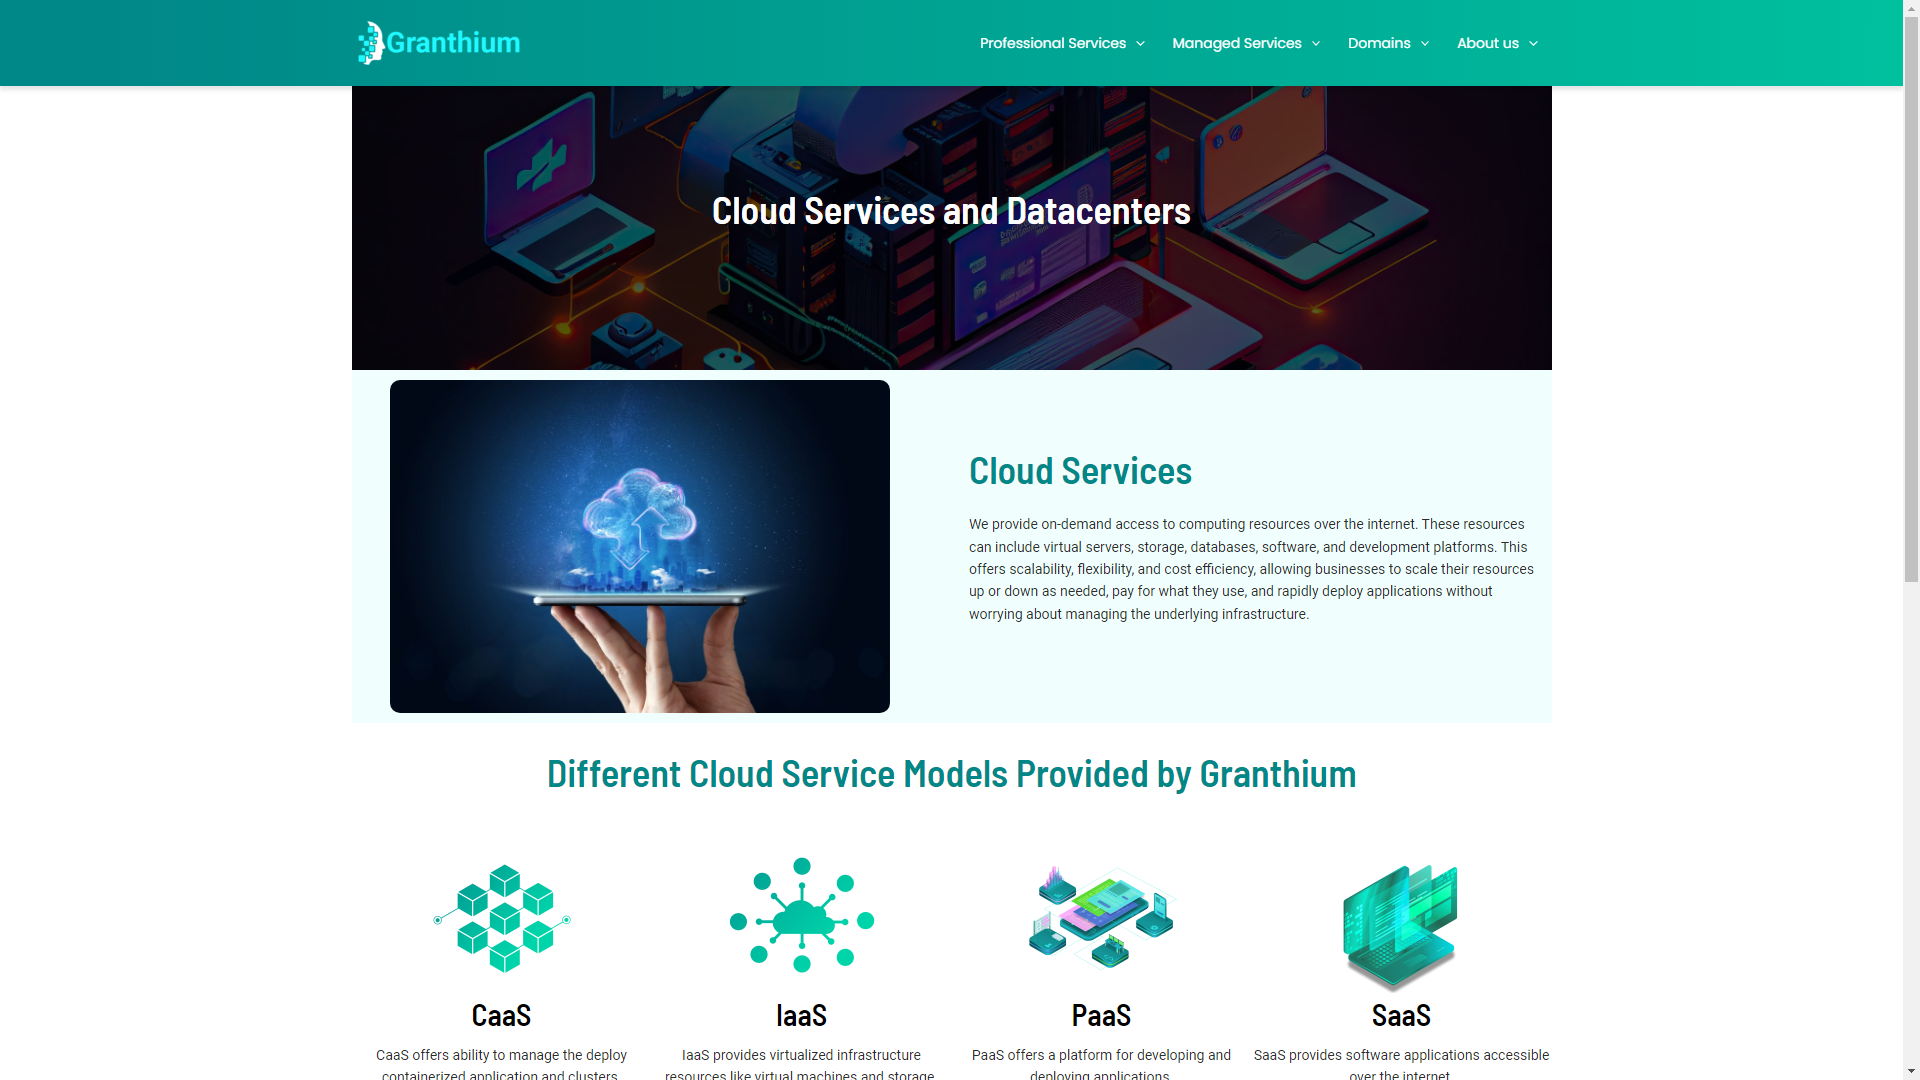 Granthium
Professional Services
Managed Services
Domains
About us
Cloud Services and Datacenters
Cloud Services
We provide on-demand access to computing resources over the internet. These resources
can include virtual servers, storage, databases, software, and development platforms. This
offers scalability, flexibility, and cost efficiency, allowing businesses to scale their resources
up or down as needed, pay for what they use, and rapidly deploy applications without
worrying about managing the underlying infrastructure.
Different Cloud Service Models Provided by Granthium
CaaS
CaaS offers ability to manage the deploy
containerized application and clusters
IaaS
IaaS provides virtualized infrastructure
resources like virtual machines and storage
PaaS
PaaS offers a platform for developing and
deploying applications
SaaS
SaaS provides software applications accessible
over the internet